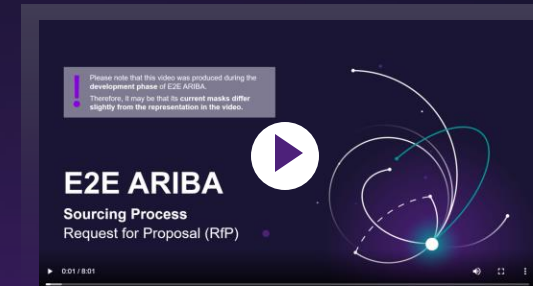 !
Please note that this video was produced during the
development phase of E2E ARIBA.
Therefore, it may be that its current masks differ
slightly from the representation in the video.
E2E ARIBA
Sourcing Process
Request for Proposal (RfP)
0:01 / 8:01